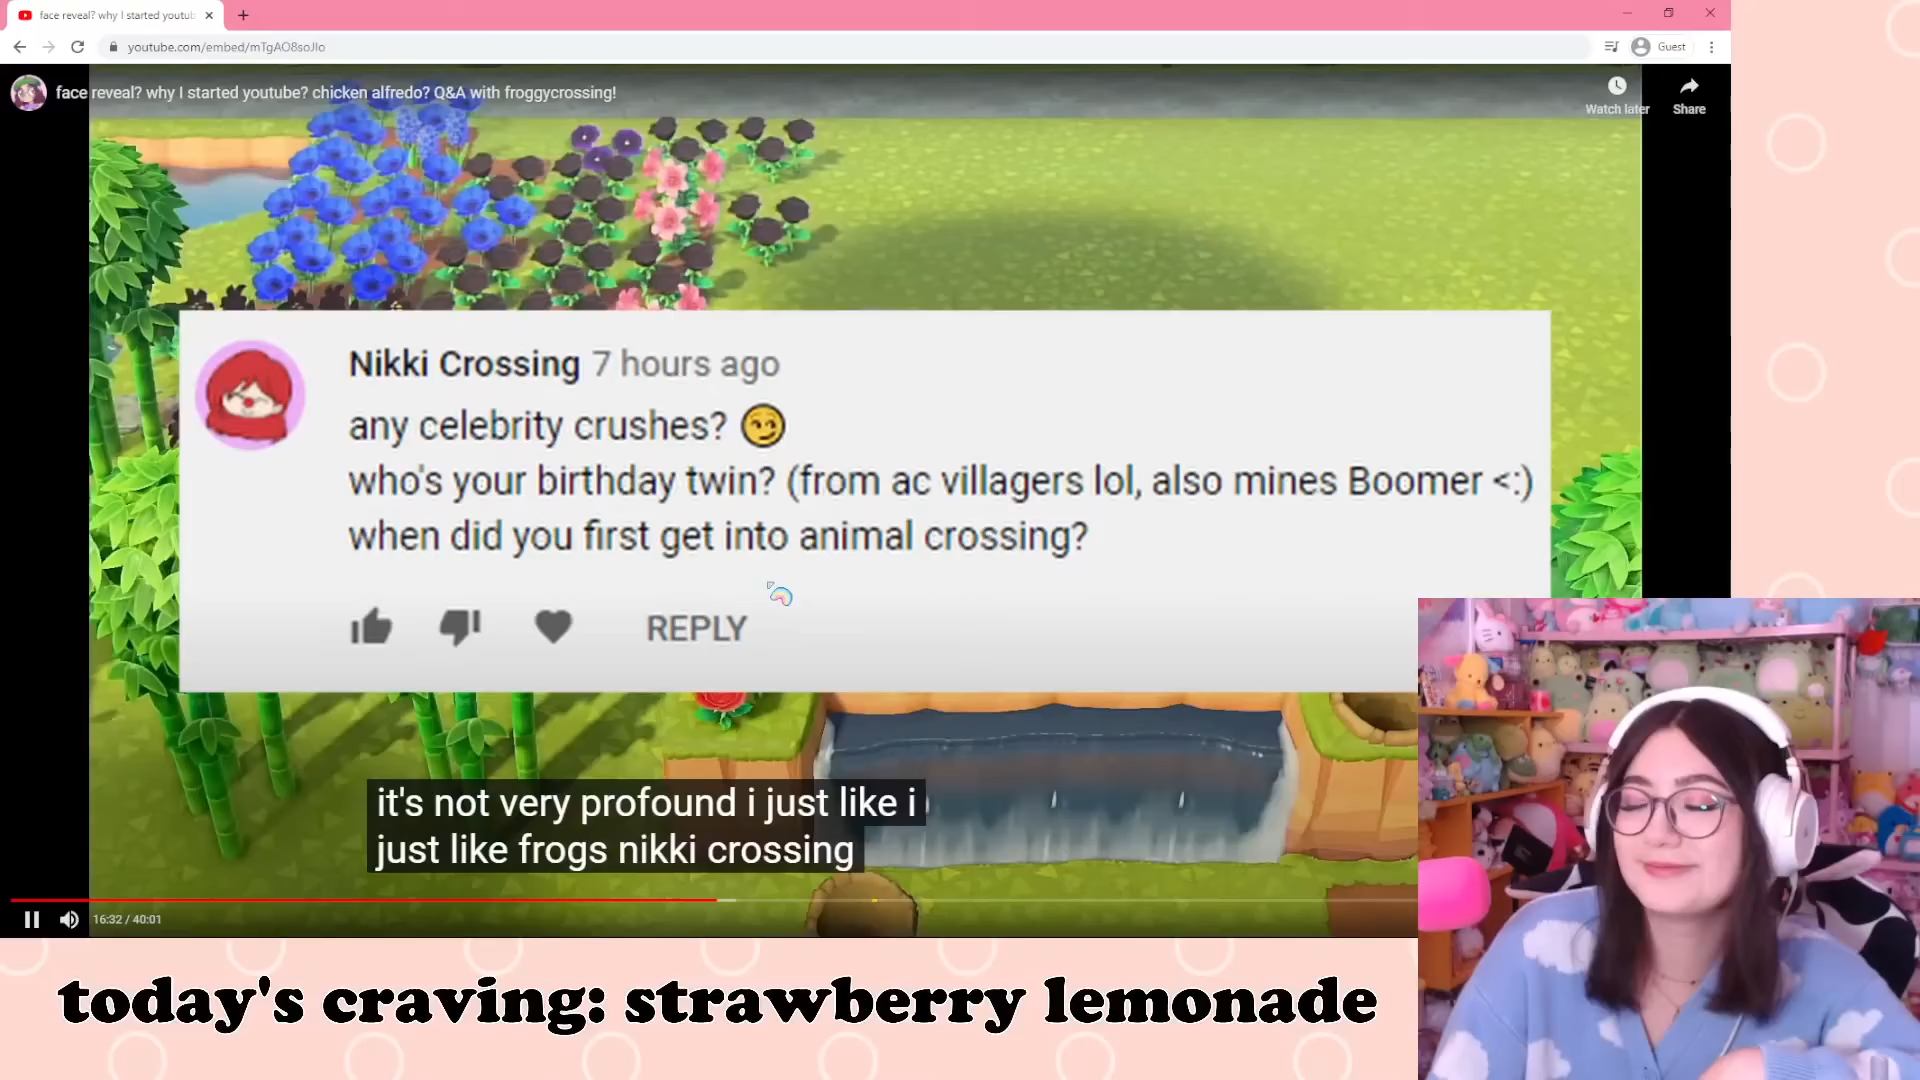 face reveal? why I started youtub
youtube.com/embed/mTgAO8soJlo
Guest
face reveal? why I started youtube? chicken alfredo? Q&A with froggycrossing!
Watch later
Share
Nikki Crossing 7 hours ago
any celebrity crushes? 😏
who's your birthday twin? (from ac villagers lol, also mines Boomer <:)
when did you first get into animal crossing?
REPLY
it's not very profound i just like i
just like frogs nikki crossing
16:32 / 40:01
today's craving: strawberry lemonade